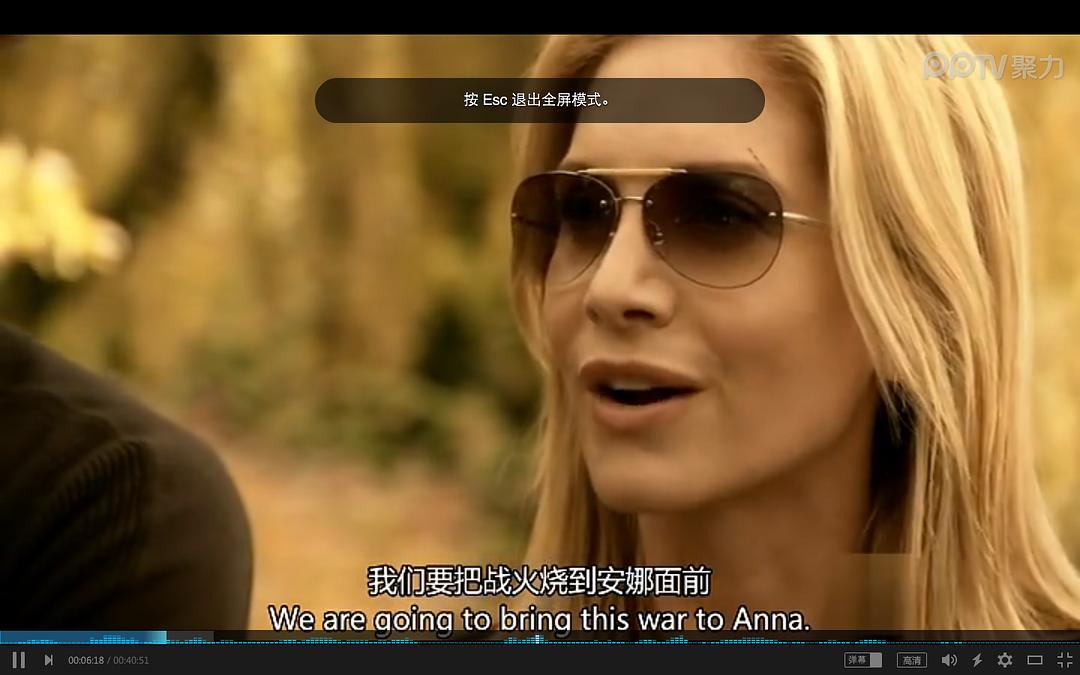 PPTV聚力
按 Esc 退出全屏模式。
我们要把战火烧到安娜面前
We are going to bring this war to Anna.
00:06:18 / 00:40:51
弹幕
高清